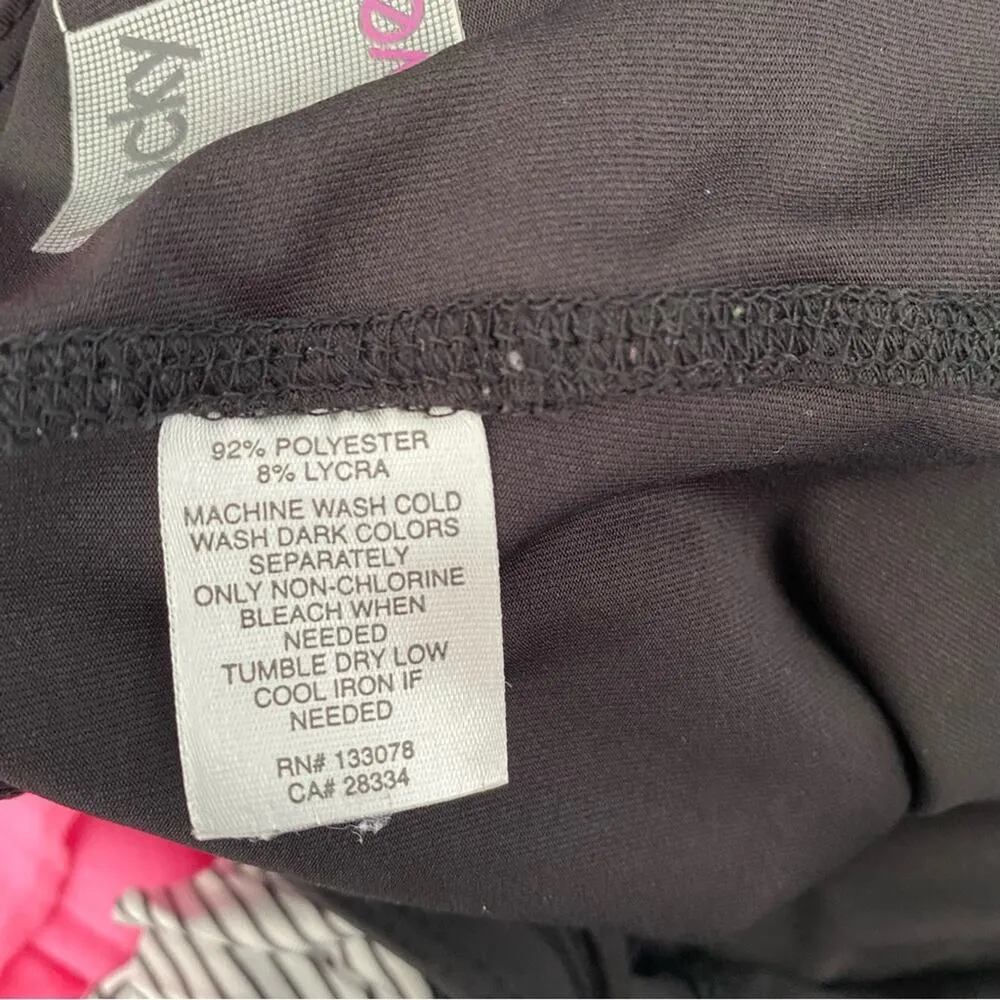 92% POLYESTER
8% LYCRA
MACHINE WASH COLD
WASH DARK COLORS
SEPARATELY
ONLY NON-CHLORINE
BLEACH WHEN
NEEDED
TUMBLE DRY LOW
COOL IRON IF
NEEDED
RN# 133078
CA# 28334